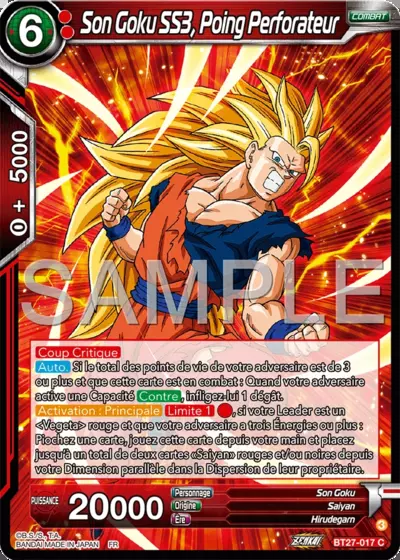 6
Son Goku SS3, Poing Perforateur
COMBAT
0 + 5000
SAMPLE
Coup Critique
Auto Si le total des points de vie de votre adversaire est de 3
ou plus et que cette carte est en combat : Quand votre adversaire
active une Capacité Contre, infligez-lui 1 dégât.
Activation : Principale Limite 1 , si votre Leader est un
<Vegeta> rouge et que votre adversaire a trois Énergies ou plus :
Piochez une carte, jouez cette carte depuis votre main et placez
jusqu'à un total de deux cartes «Saiyan» rouges et/ou noires depuis
votre Dimension parallèle dans le Dispersion de leur propriétaire.
PUISSANCE
20000
Personnage Son Goku
Origine Saiyan
Ère Hirudegarn
3
©B.S./S., T.A.
BANDAI MADE IN JAPAN FR
BT27-017 C